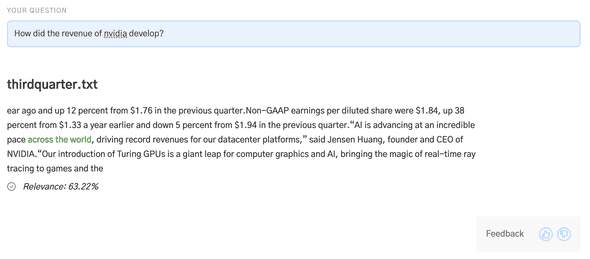 YOUR QUESTION
How did the revenue of nvidia develop?
thirdquarter.txt
ear ago and up 12 percent from $1.76 in the previous quarter.Non-GAAP earnings per diluted share were $1.84, up 38
percent from $1.33 a year earlier and down 5 percent from $1.94 in the previous quarter.“AI is advancing at an incredible
pace across the world, driving record revenues for our datacenter platforms,” said Jensen Huang, founder and CEO of
NVIDIA.“Our introduction of Turing GPUs is a giant leap for computer graphics and AI, bringing the magic of real-time ray
tracing to games and the
Relevance: 63.22%
Feedback